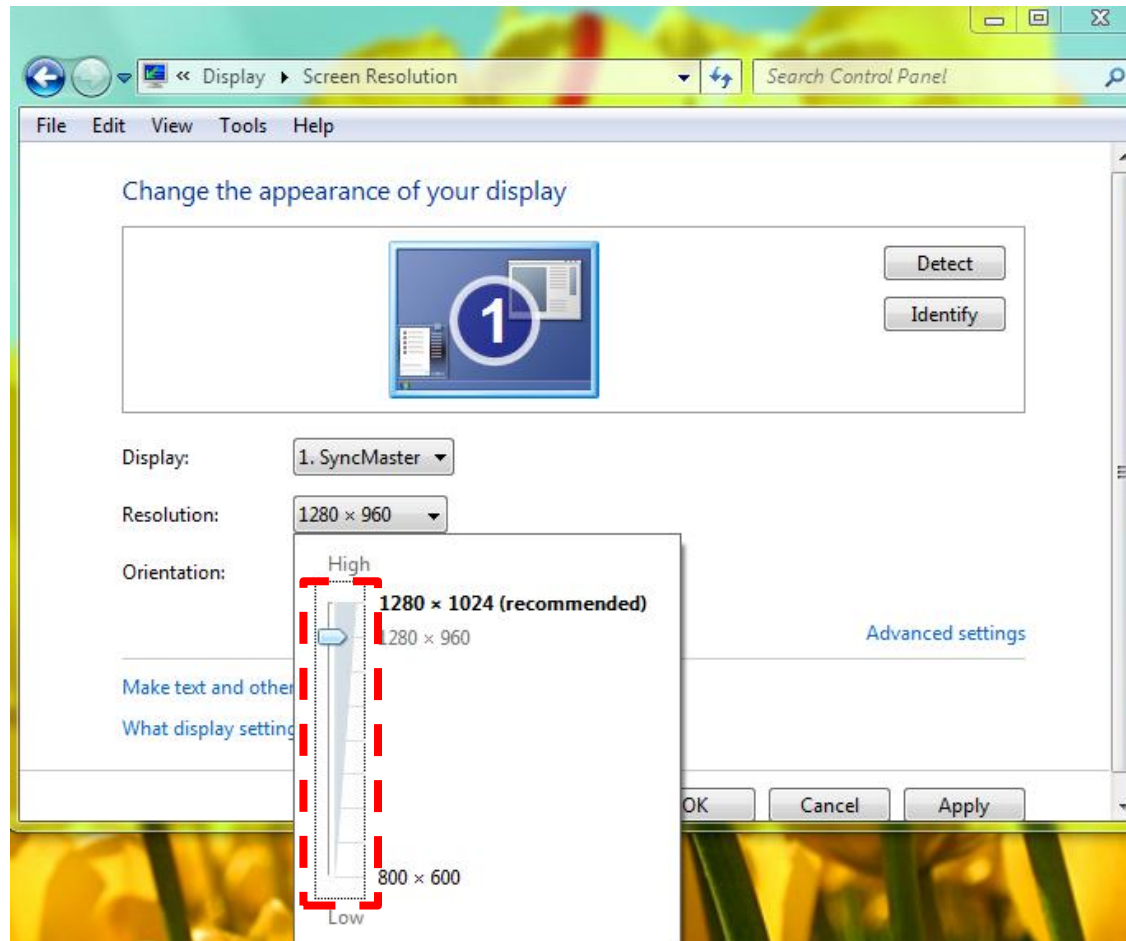 « Display ▸ Screen Resolution
Search Control Panel
File Edit View Tools Help
Change the appearance of your display
1
Detect
Identify
Display:
1. SyncMaster
Resolution:
1280 × 960
Orientation:
High
1280 × 1024 (recommended)
1280 × 960
Advanced settings
Make text and other
What display setting
OK Cancel Apply
800 × 600
Low